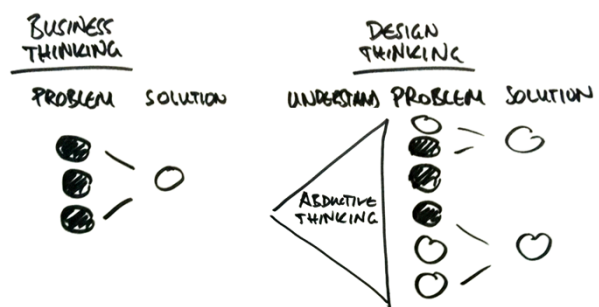 BUSINESS
THINKING
PROBLEM SOLUTION
DESIGN
THINKING
UNDERSTAND PROBLEM SOLUTION
ABDUCTIVE
THINKING